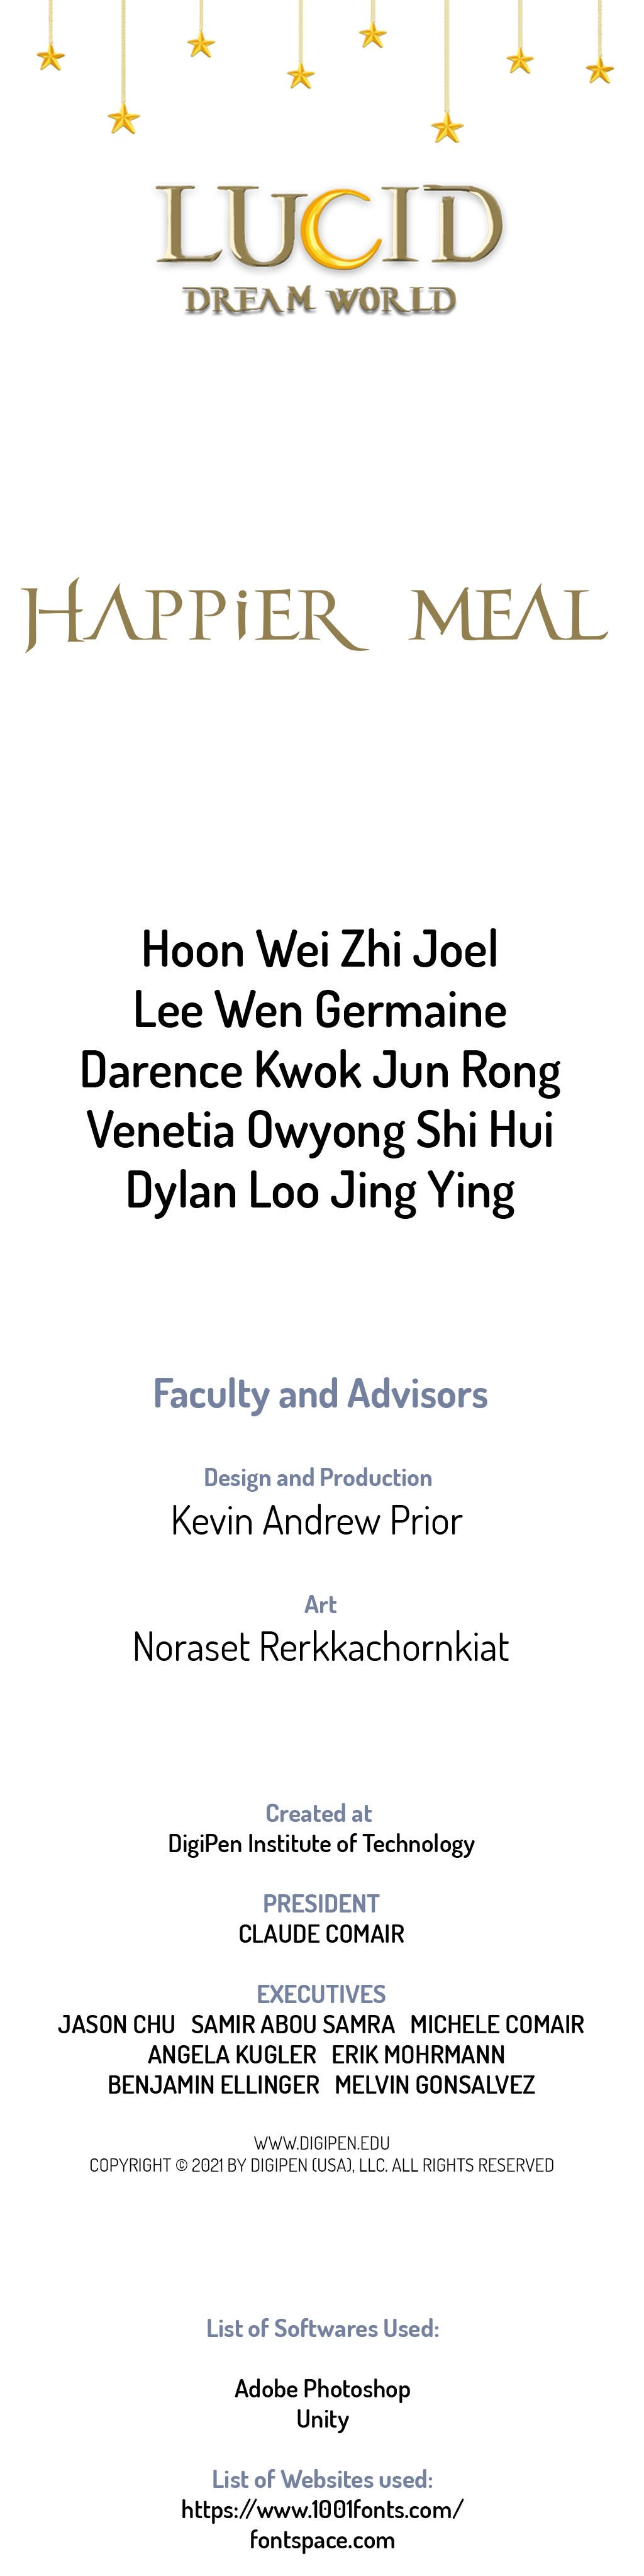 LUCID
DREAM WORLD
HAPPiER MEAL
Hoon Wei Zhi Joel
Lee Wen Germaine
Darence Kwok Jun Rong
Venetia Owyong Shi Hui
Dylan Loo Jing Ying
Faculty and Advisors
Design and Production
Kevin Andrew Prior
Art
Noraset Rerkkachornkiat
Created at
DigiPen Institute of Technology
PRESIDENT
CLAUDE COMAIR
EXECUTIVES
JASON CHU SAMIR ABOU SAMRA MICHELE COMAIR
ANGELA KUGLER ERIK MOHRMANN
BENJAMIN ELLINGER MELVIN GONSALVEZ
WWW.DIGIPEN.EDU
COPYRIGHT © 2021 BY DIGIPEN (USA), LLC. ALL RIGHTS RESERVED
List of Softwares Used:
Adobe Photoshop
Unity
List of Websites used:
https://www.1001fonts.com/
fontspace.com